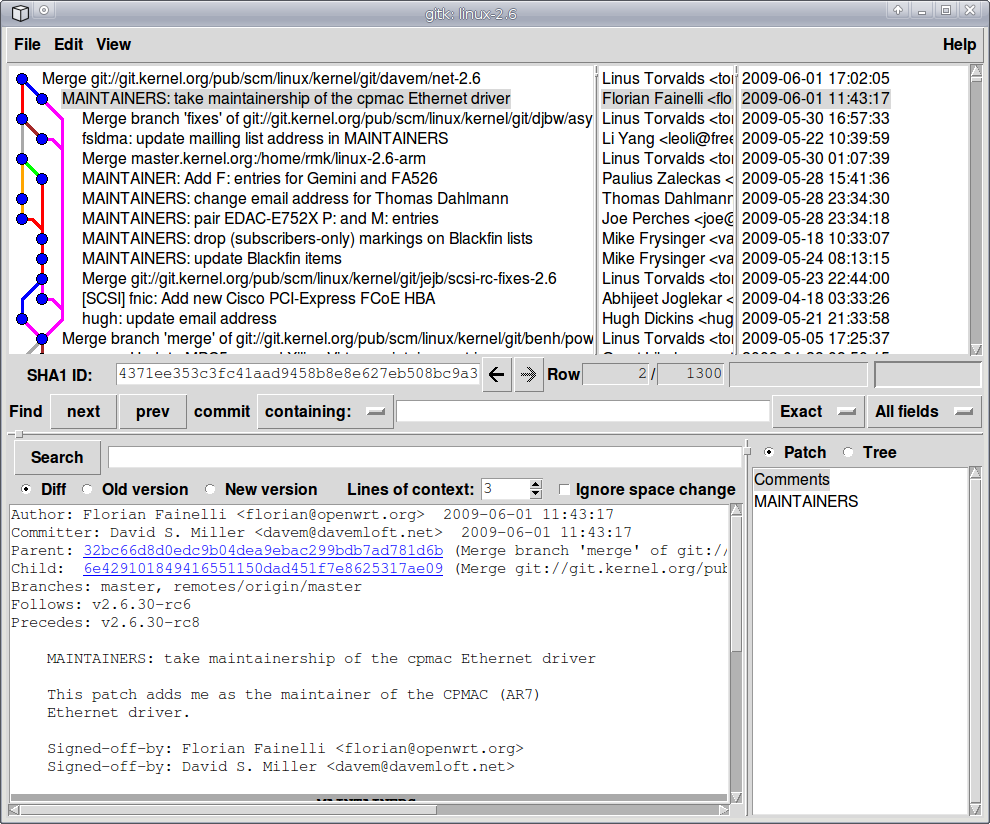 gitk: linux-2.6
File Edit View Help
Merge git://git.kernel.org/pub/scm/linux/kernel/git/davem/net-2.6 Linus Torvalds <tor 2009-06-01 17:02:05
MAINTAINERS: take maintainership of the cpmac Ethernet driver Florian Fainelli <flo 2009-06-01 11:43:17
Merge branch 'fixes' of git://git.kernel.org/pub/scm/linux/kernel/git/djbw/asy Linus Torvalds <tor 2009-05-30 16:57:33
fsldma: update mailling list address in MAINTAINERS Li Yang <leoli@free 2009-05-22 10:39:59
Merge master.kernel.org:/home/rmk/linux-2.6-arm Linus Torvalds <tor 2009-05-30 01:07:39
MAINTAINER: Add F: entries for Gemini and FA526 Paulius Zaleckas < 2009-05-28 15:41:36
MAINTAINERS: change email address for Thomas Dahlmann Thomas Dahlmann 2009-05-28 23:34:30
MAINTAINERS: pair EDAC-E752X P: and M: entries Joe Perches <joe@ 2009-05-28 23:34:18
MAINTAINERS: drop (subscribers-only) markings on Blackfin lists Mike Frysinger <va 2009-05-18 10:33:07
MAINTAINERS: update Blackfin items Mike Frysinger <va 2009-05-24 08:13:15
Merge git://git.kernel.org/pub/scm/linux/kernel/git/jejb/scsi-rc-fixes-2.6 Linus Torvalds <tor 2009-05-23 22:44:00
[SCSI] fnic: Add new Cisco PCI-Express FCoE HBA Abhijeet Joglekar < 2009-04-18 03:33:26
hugh: update email address Hugh Dickins <hug 2009-05-21 21:33:58
Merge branch 'merge' of git://git.kernel.org/pub/scm/linux/kernel/git/benh/pow Linus Torvalds <tor 2009-05-05 17:25:37
SHA1 ID: 4371ee353c3fc41aad9458b8e8e627eb508bc9a3 Row 2 / 1300
Find next prev commit containing: Exact All fields
Search
Patch Tree
Diff Old version New version Lines of context: 3 Ignore space change
Comments
MAINTAINERS
Author: Florian Fainelli <florian@openwrt.org> 2009-06-01 11:43:17
Committer: David S. Miller <davem@davemloft.net> 2009-06-01 11:43:17
Parent: 32bc66d8d0edc9b04dea9ebac299bdb7ad781d6b (Merge branch 'merge' of git:/
Child: 6e429101849416551150dad451f7e8625317ae09 (Merge git://git.kernel.org/pub
Branches: master, remotes/origin/master
Follows: v2.6.30-rc6
Precedes: v2.6.30-rc8
MAINTAINERS: take maintainership of the cpmac Ethernet driver
This patch adds me as the maintainer of the CPMAC (AR7)
Ethernet driver.
Signed-off-by: Florian Fainelli <florian@openwrt.org>
Signed-off-by: David S. Miller <davem@davemloft.net>